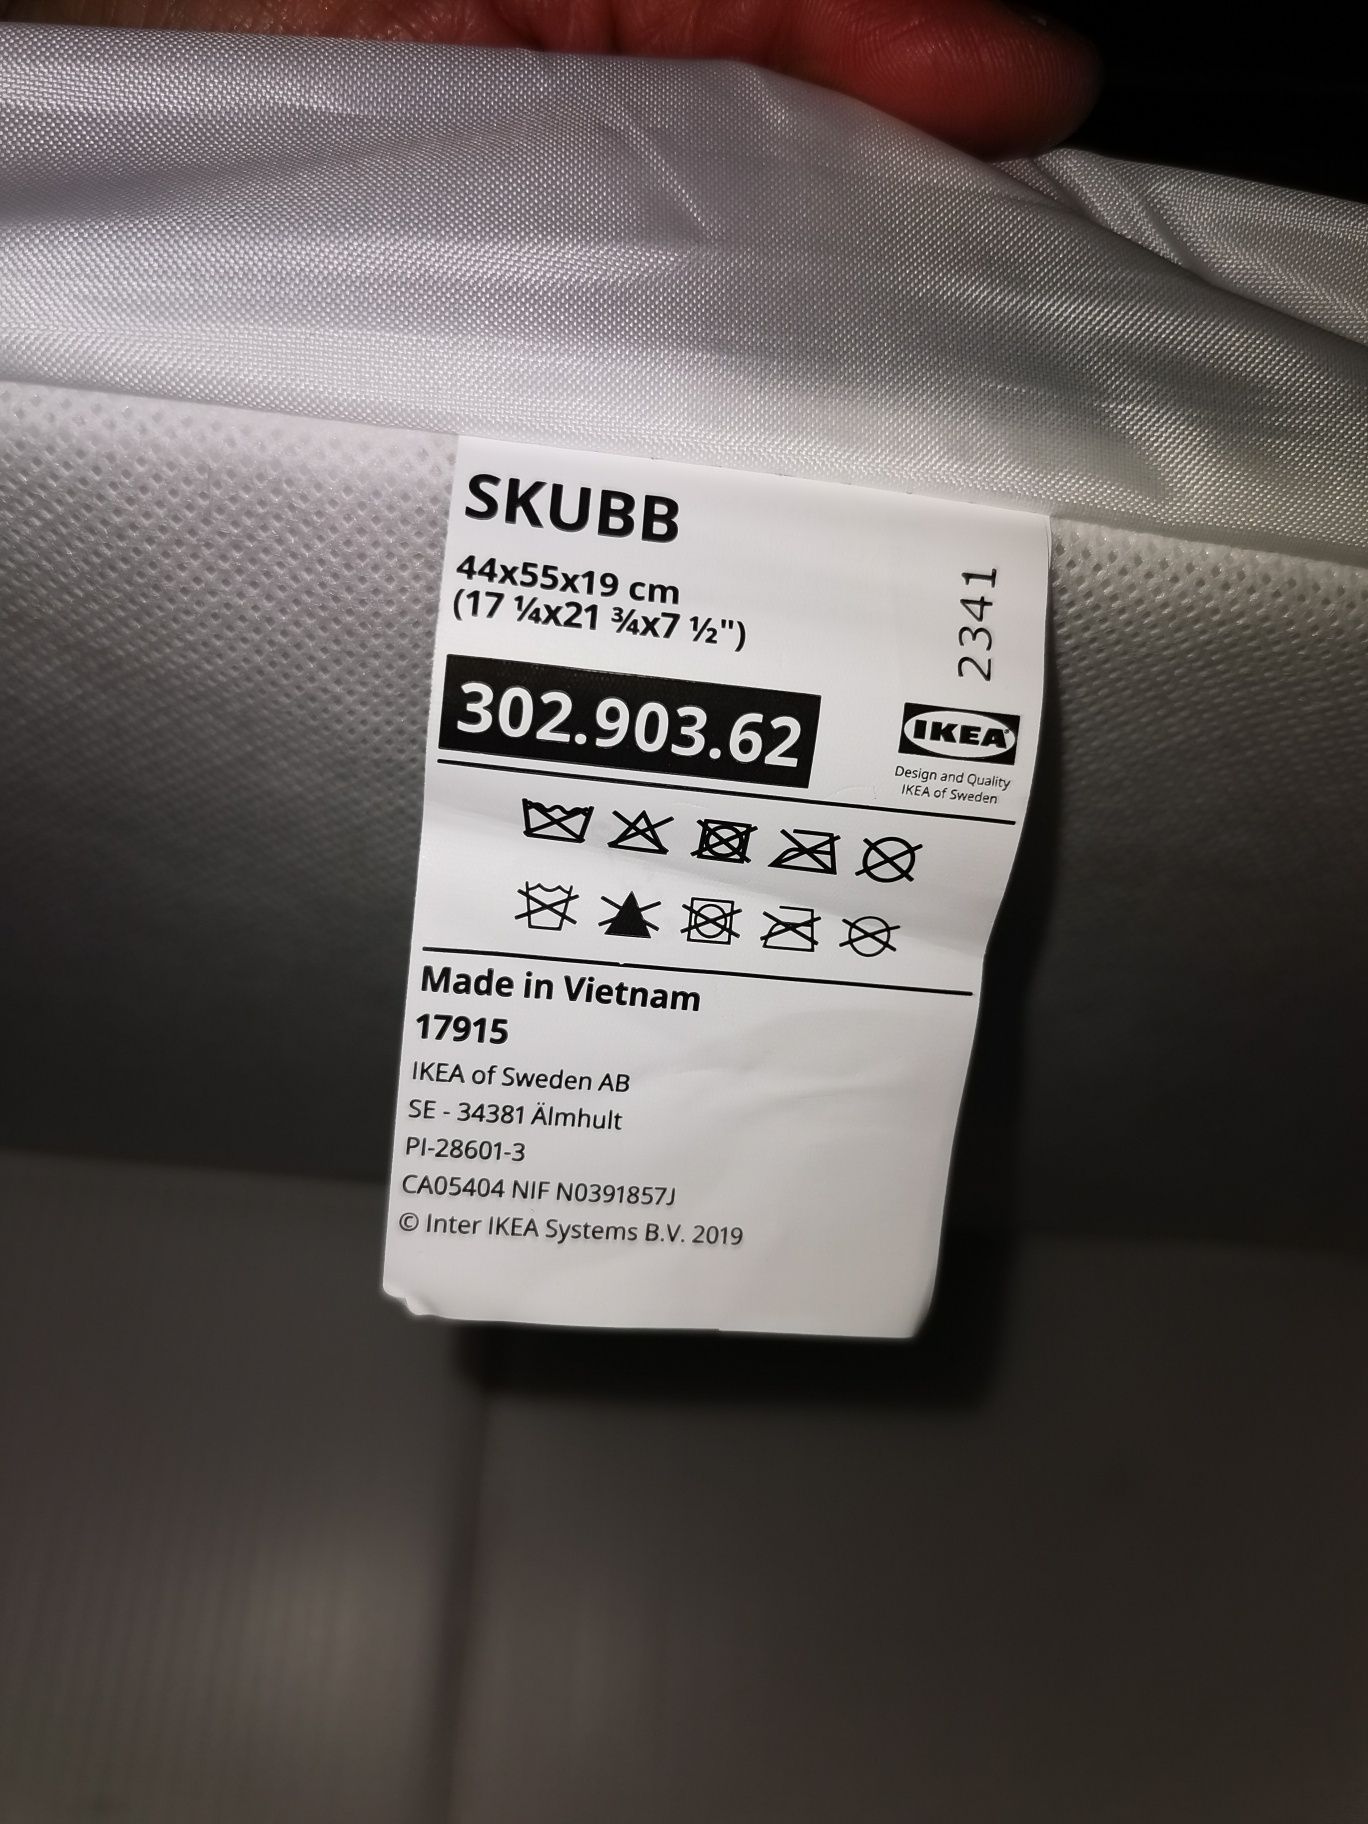 SKUBB
44x55x19 cm
(17 ¼x21 ¾x7 ½")
2341
302.903.62
IKEA®
Design and Quality
IKEA of Sweden
Made in Vietnam
17915
IKEA of Sweden AB
SE - 34381 Älmhult
PI-28601-3
CA05404 NIF N0391857J
© Inter IKEA Systems B.V. 2019